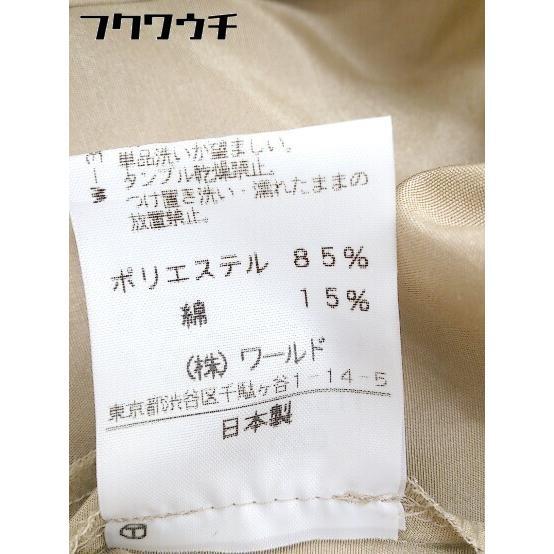 フクワウチ
単品洗いが望ましい。
タンブル乾燥禁止。
つけ置き洗い・濡れたままの
放置禁止。
ポリエステル 85%
綿 15%
(株)ワールド
東京都渋谷区千駄ヶ谷1-14-5
日本製